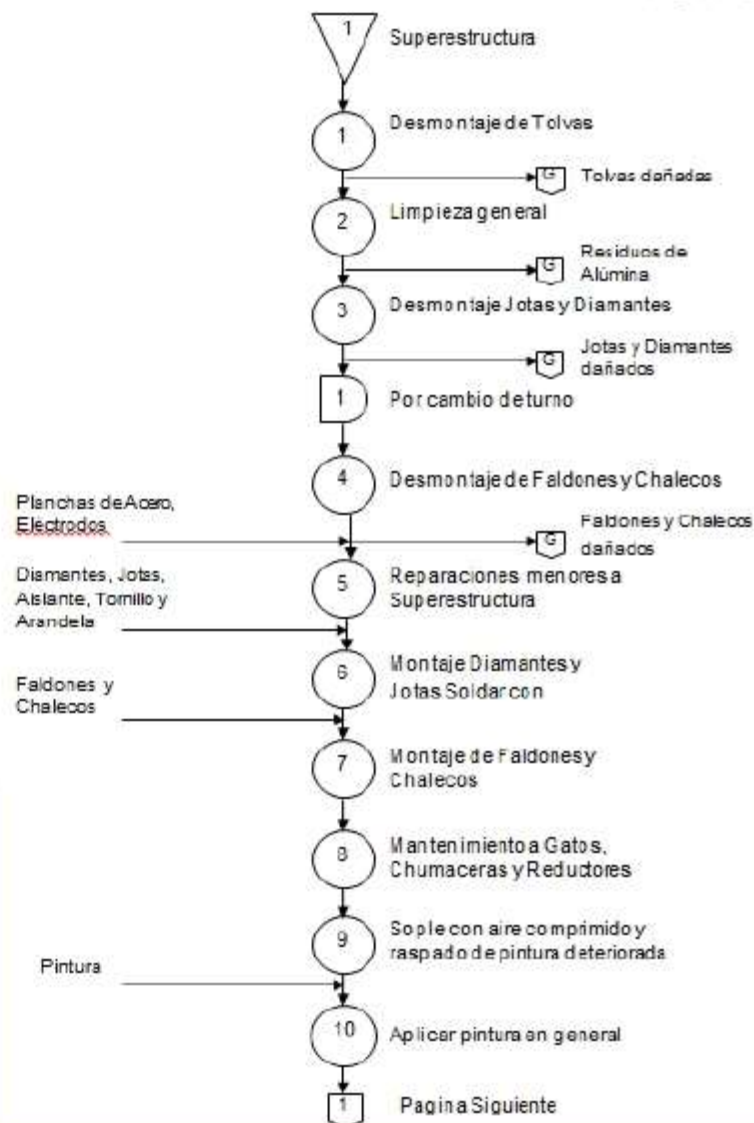 1
Superestructura
1
Desmontaje de Tolvas
G
Tolvas dañadas
2
Limpieza general
G
Residuos de
Alúmina
3
Desmontaje Jotas y Diamantes
G
Jotas y Diamantes
dañados
1
Por cambio de turno
4
Desmontaje de Faldones y Chalecos
Planchas de Acero,
Eléctrodos
G
Faldones y Chalecos
dañados
5
Reparaciones menores a
Superestructura
Diamantes, Jotas,
Aislante, Tornillo y
Arandela
6
Montaje Diamantes y
Jotas Soldar con
Faldones y
Chalecos
7
Montaje de Faldones y
Chalecos
8
Mantenimiento a Gatos,
Chumaceras y Reductores
9
Sople con aire comprimido y
raspado de pintura deteriorada
Pintura
10
Aplicar pintura en general
1
Pagina Siguiente